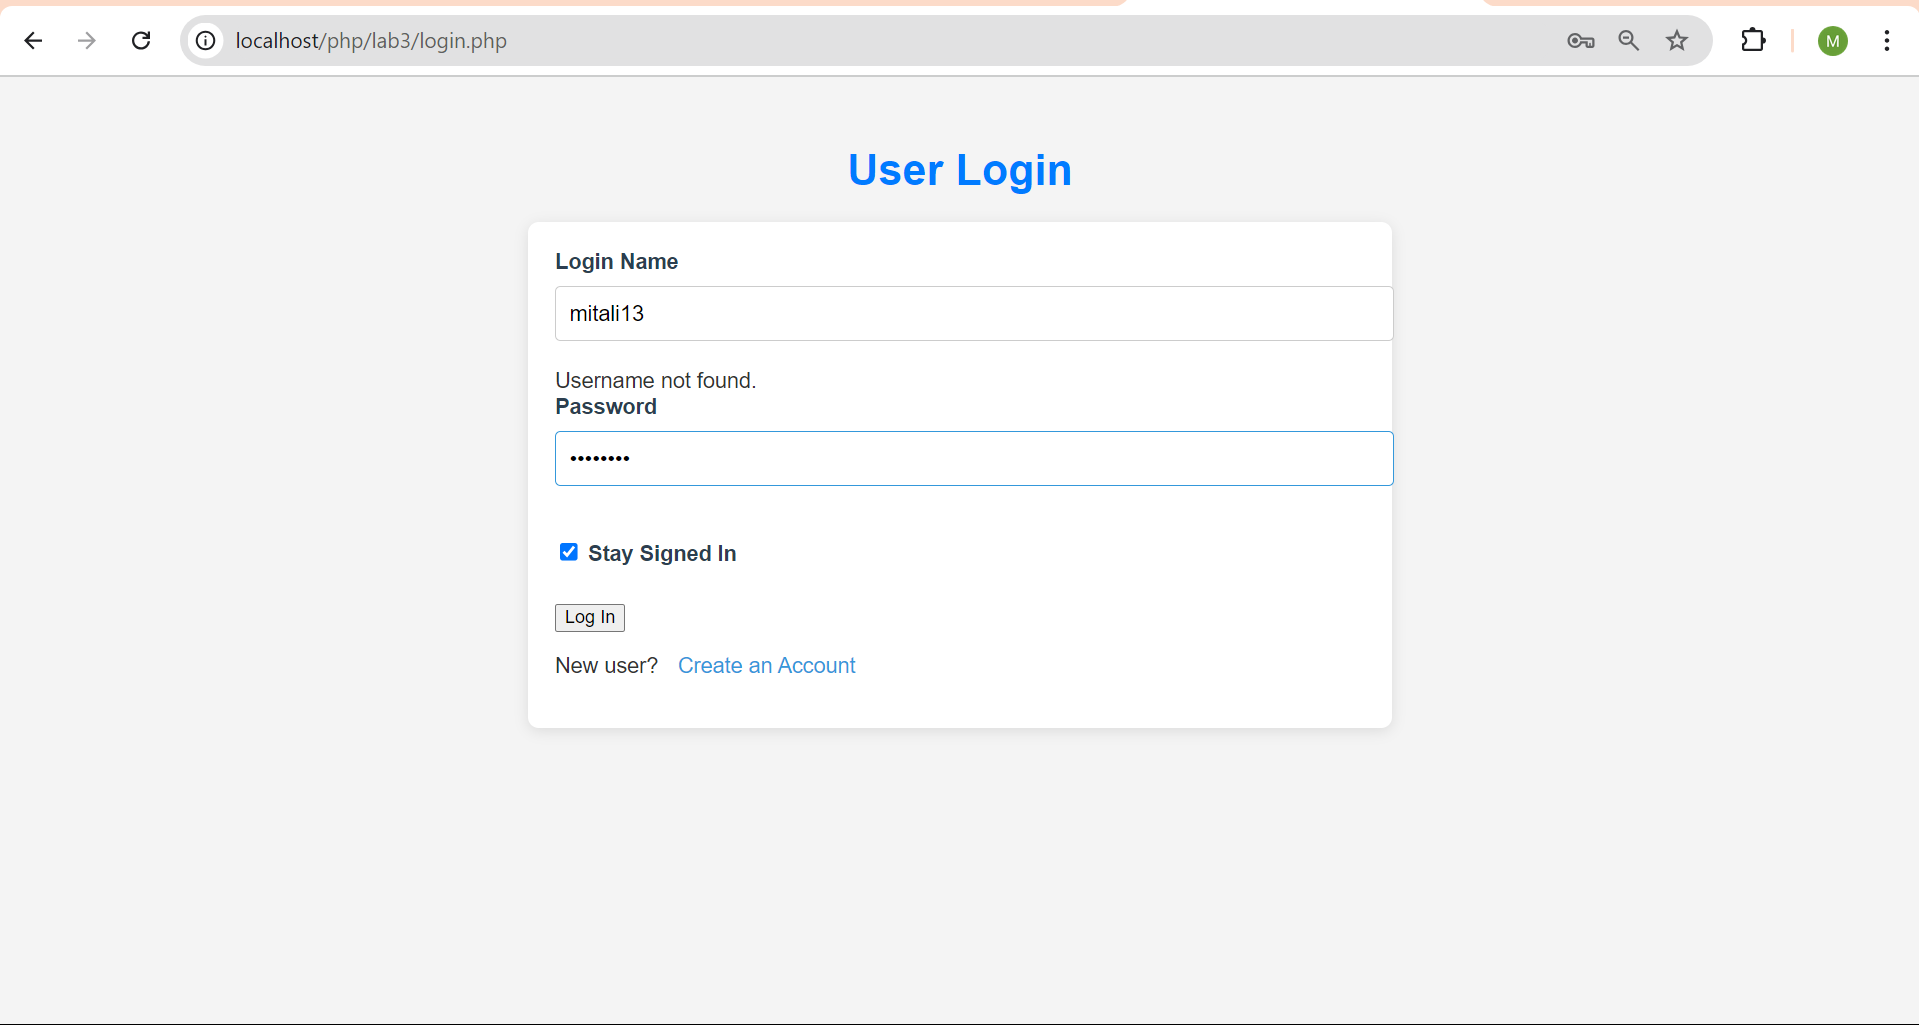 localhost/php/lab3/login.php
M
User Login
Login Name
mitali13
Username not found.
Password
••••••••
Stay Signed In
Log In
New user? Create an Account